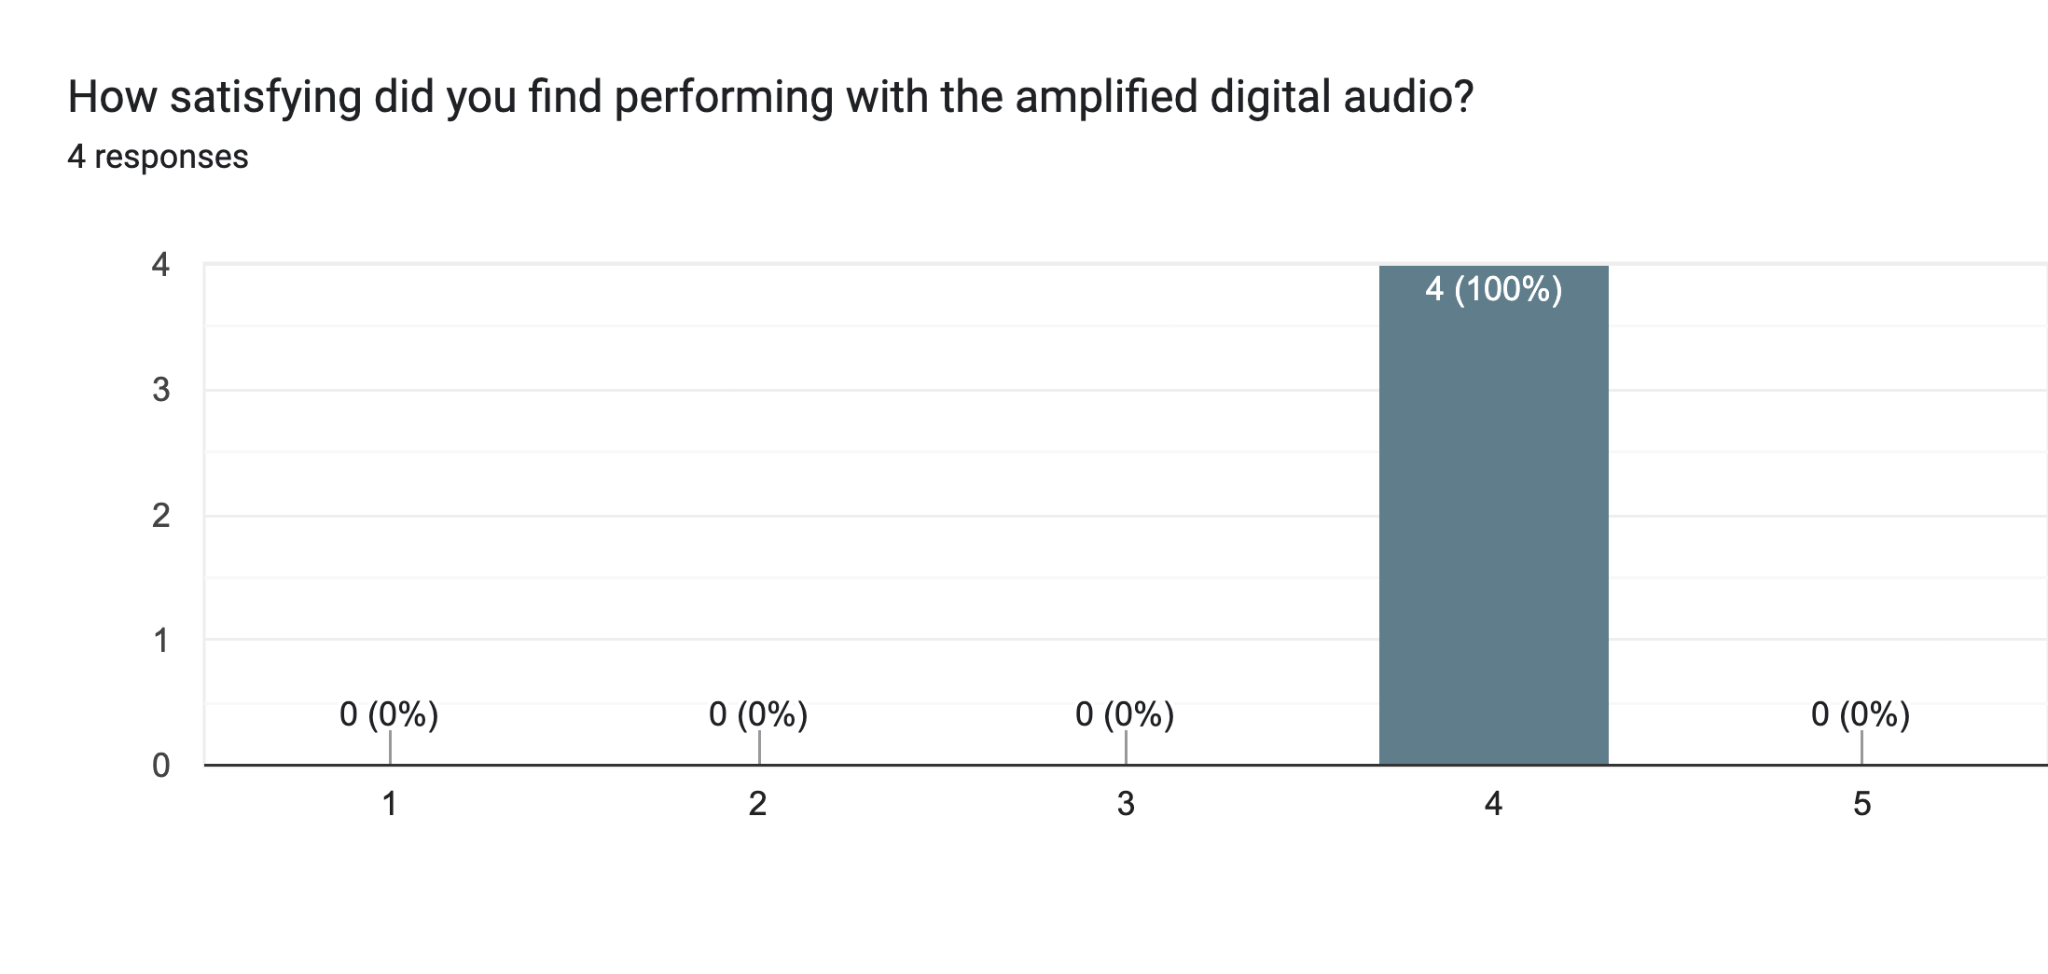 How satisfying did you find performing with the amplified digital audio?
4 responses
4
4 (100%)
3
2
1
0 (0%) 0 (0%) 0 (0%) 0 (0%)
0
1 2 3 4 5